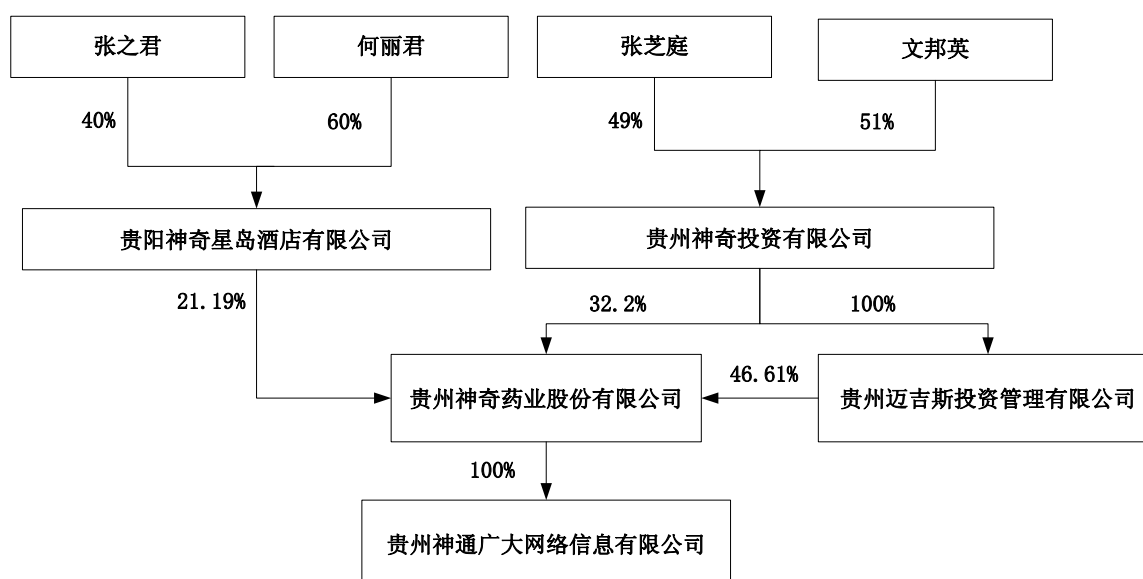 张之君
何丽君
张芝庭
文邦英
40%
60%
49%
51%
贵阳神奇星岛酒店有限公司
贵州神奇投资有限公司
21.19%
32.2%
100%
贵州神奇药业股份有限公司
46.61%
贵州迈吉斯投资管理有限公司
100%
贵州神通广大网络信息有限公司